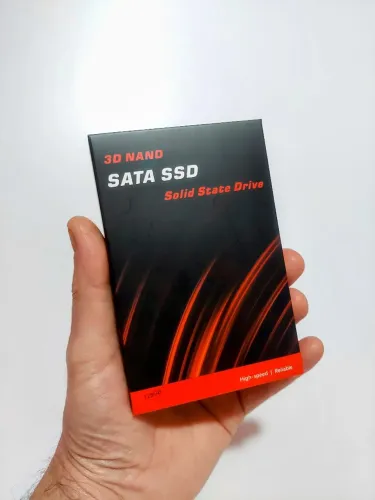 3D NAND
SATA SSD
Solid State Drive
High-speed | Reliable